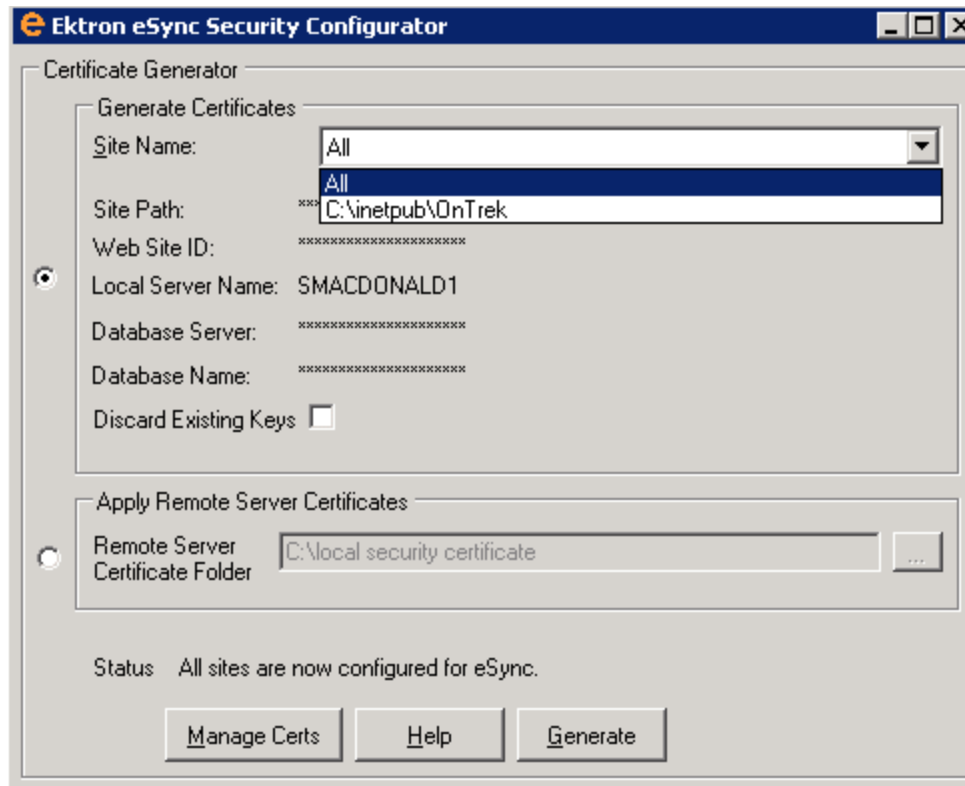 Ektron eSync Security Configurator
Certificate Generator
Generate Certificates
Site Name: All
All
Site Path: *** C:\inetpub\OnTrek
Web Site ID: *********************
Local Server Name: SMACDONALD1
Database Server: *********************
Database Name: *********************
Discard Existing Keys
Apply Remote Server Certificates
Remote Server
Certificate Folder
C:\local security certificate
...
Status All sites are now configured for eSync.
Manage Certs Help Generate